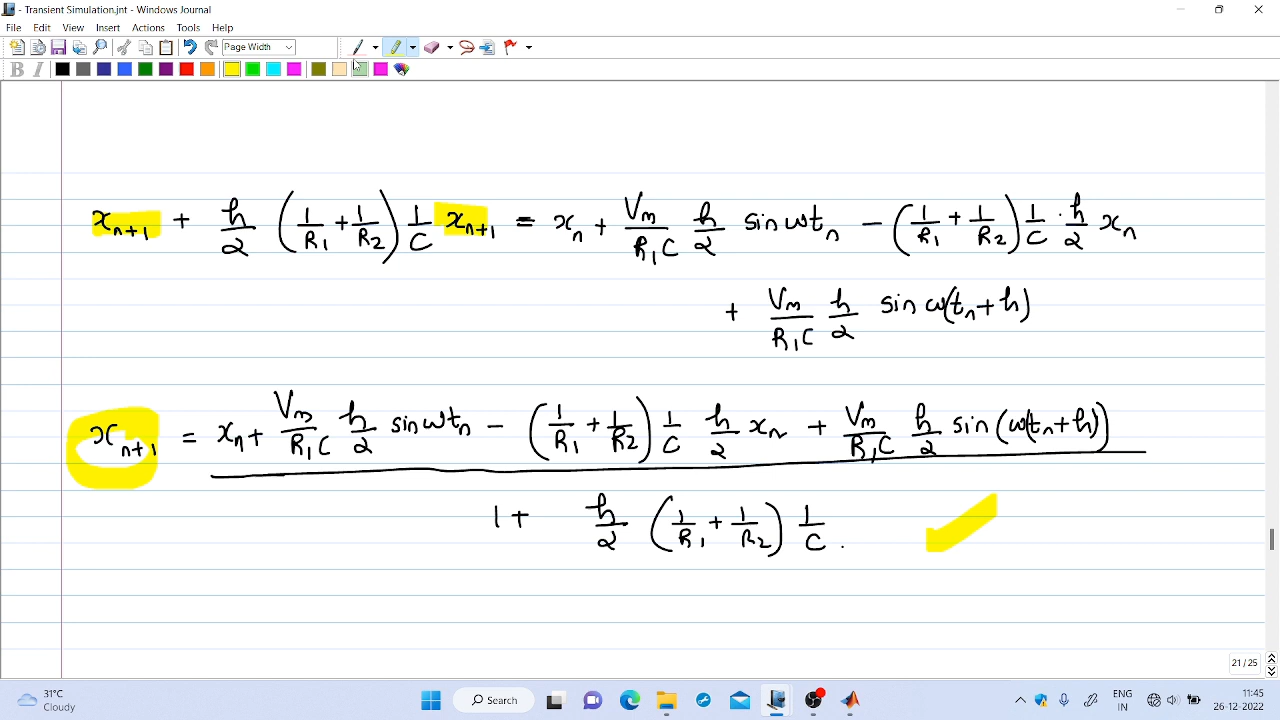 Transient Simulation.jnt - Windows Journal
File Edit View Insert Actions Tools Help
Page Width
B I
x_{n+1} + h/2 (1/R_1 + 1/R_2) 1/C x_{n+1} = x_n + V_m/(R_1 C) h/2 sin ωt_n - (1/R_1 + 1/R_2) 1/C · h/2 x_n
+ V_m/(R_1 C) h/2 sin ω(t_n + h)
x_{n+1} = x_n + V_m/(R_1 C) h/2 sin ωt_n - (1/R_1 + 1/R_2) 1/C h/2 x_n + V_m/(R_1 C) h/2 sin (ω(t_n + h))
1 + h/2 (1/R_1 + 1/R_2) 1/C .
21 / 25
31°C
Cloudy
Search
ENG
IN
11:45
26-12-2022